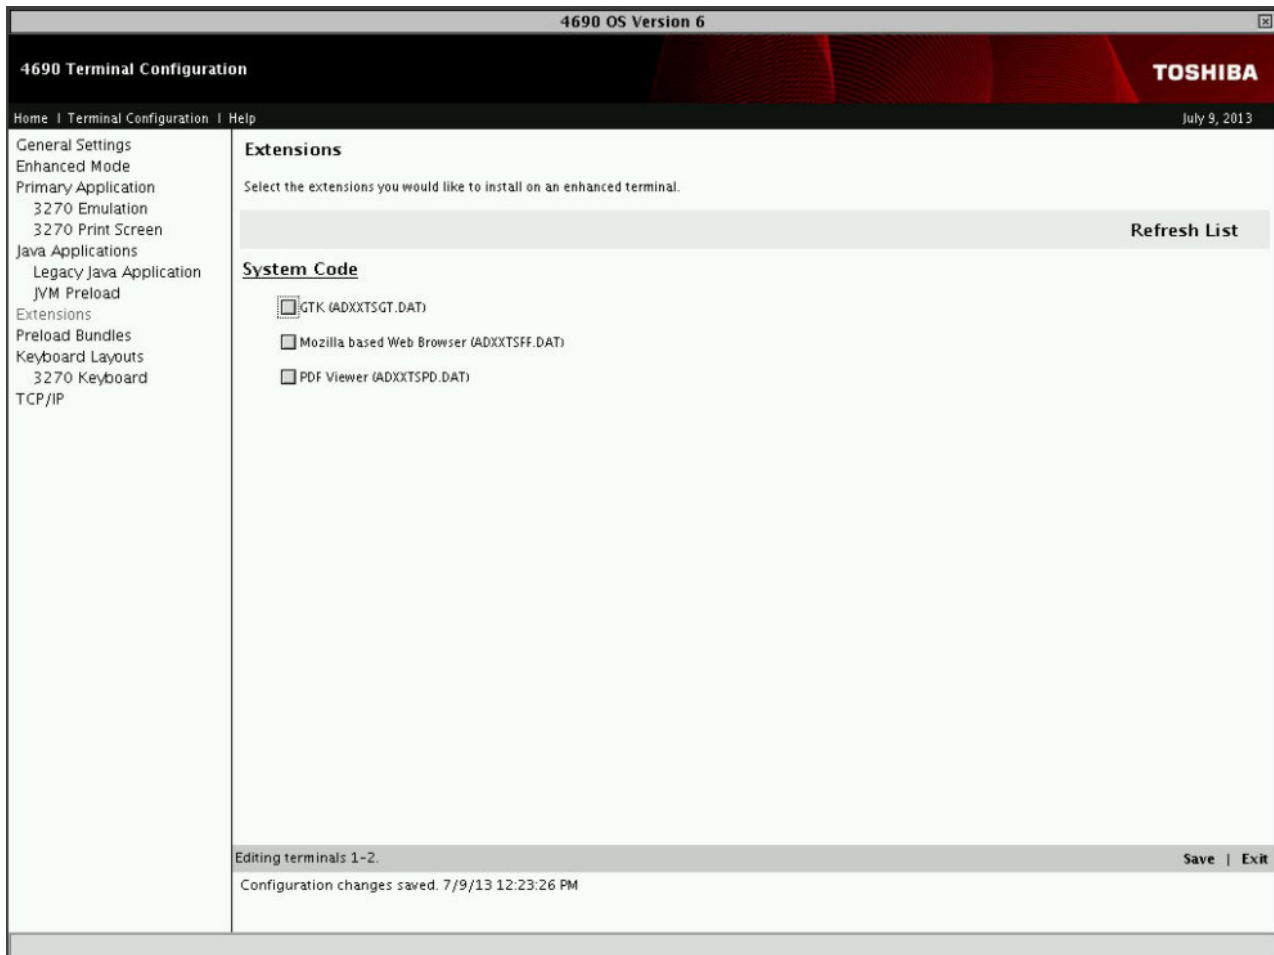 4690 OS Version 6
4690 Terminal Configuration
TOSHIBA
Home | Terminal Configuration | Help
July 9, 2013
General Settings
Enhanced Mode
Primary Application
3270 Emulation
3270 Print Screen
Java Applications
Legacy Java Application
JVM Preload
Extensions
Preload Bundles
Keyboard Layouts
3270 Keyboard
TCP/IP
Extensions
Select the extensions you would like to install on an enhanced terminal.
Refresh List
System Code
GTK (ADXXTSGT.DAT)
Mozilla based Web Browser (ADXXTSFF.DAT)
PDF Viewer (ADXXTSPD.DAT)
Editing terminals 1-2.
Save | Exit
Configuration changes saved. 7/9/13 12:23:26 PM